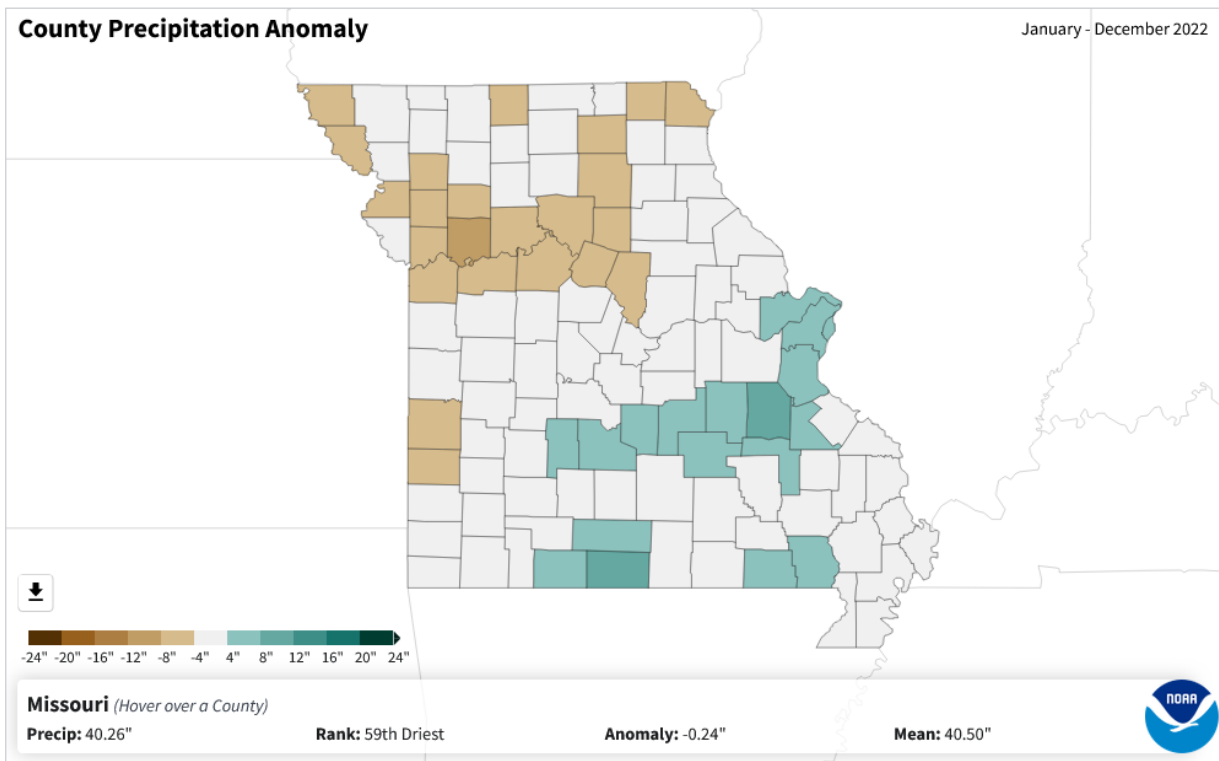 County Precipitation Anomaly
January - December 2022
-24" -20" -16" -12" -8" -4" 4" 8" 12" 16" 20" 24"
Missouri (Hover over a County)
Precip: 40.26" Rank: 59th Driest Anomaly: -0.24" Mean: 40.50"
NOAA